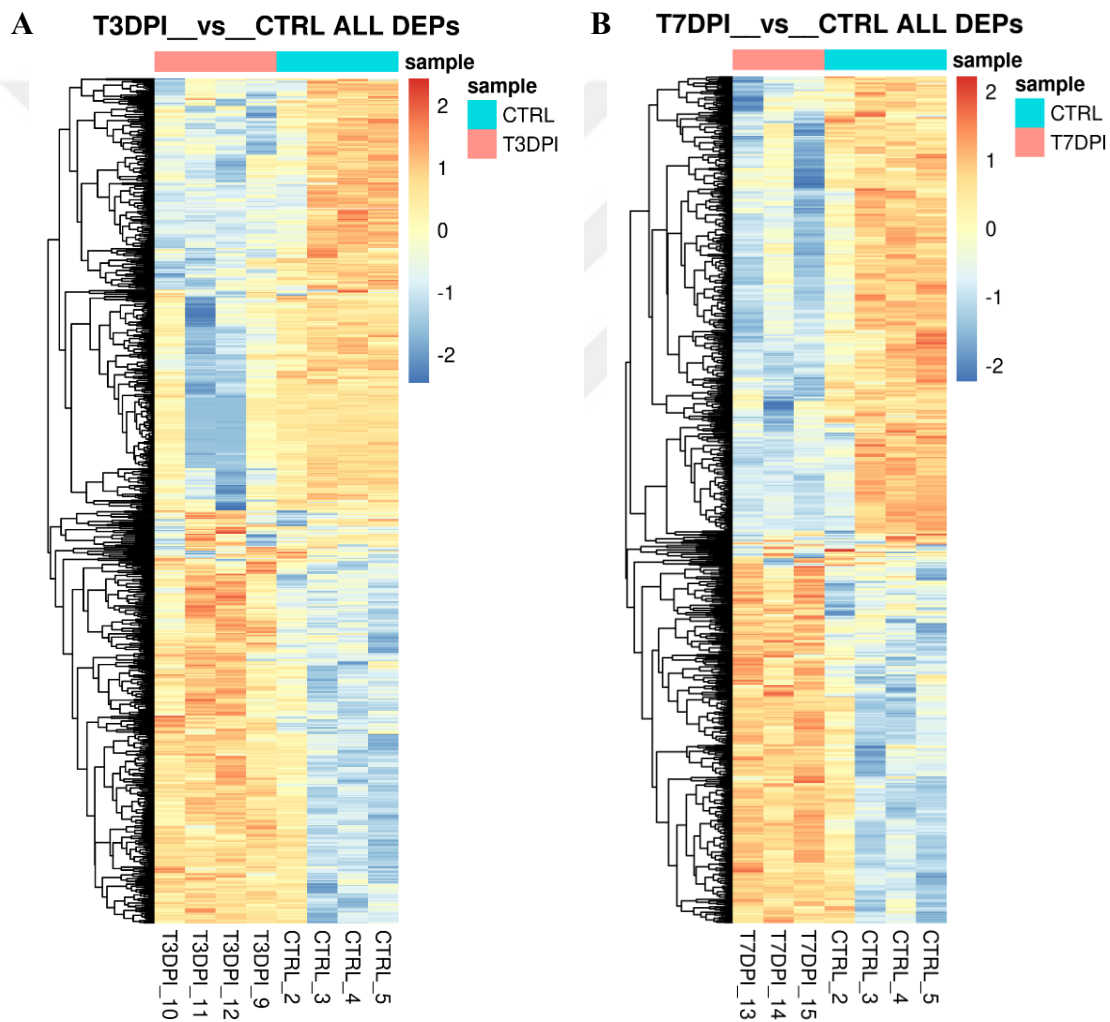 A
T3DPI__vs__CTRL ALL DEPs
sample
sample
CTRL
T3DPI
2
1
0
-1
-2
T3DPI_10
T3DPI_11
T3DPI_12
T3DPI_9
CTRL_2
CTRL_3
CTRL_4
CTRL_5
B
T7DPI__vs__CTRL ALL DEPs
sample
sample
CTRL
T7DPI
2
1
0
-1
-2
T7DPI_13
T7DPI_14
T7DPI_15
CTRL_2
CTRL_3
CTRL_4
CTRL_5